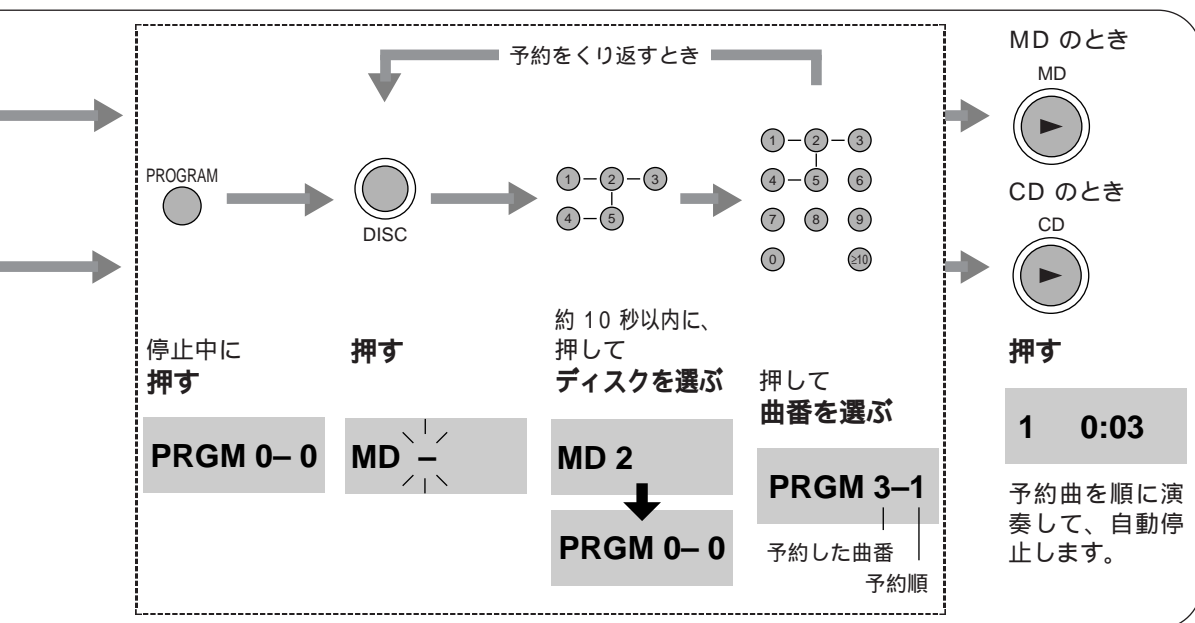 予約をくり返すとき
PROGRAM
DISC
1 2 3
4 5
1 2 3
4 5 6
7 8 9
0 ≥10
停止中に
押す
PRGM 0– 0
押す
MD –
約 10 秒以内に、
押して
ディスクを選ぶ
MD 2
PRGM 0– 0
押して
曲番を選ぶ
PRGM 3–1
予約した曲番
予約順
MD のとき
MD
CD のとき
CD
押す
1 0:03
予約曲を順に演
奏して、自動停
止します。